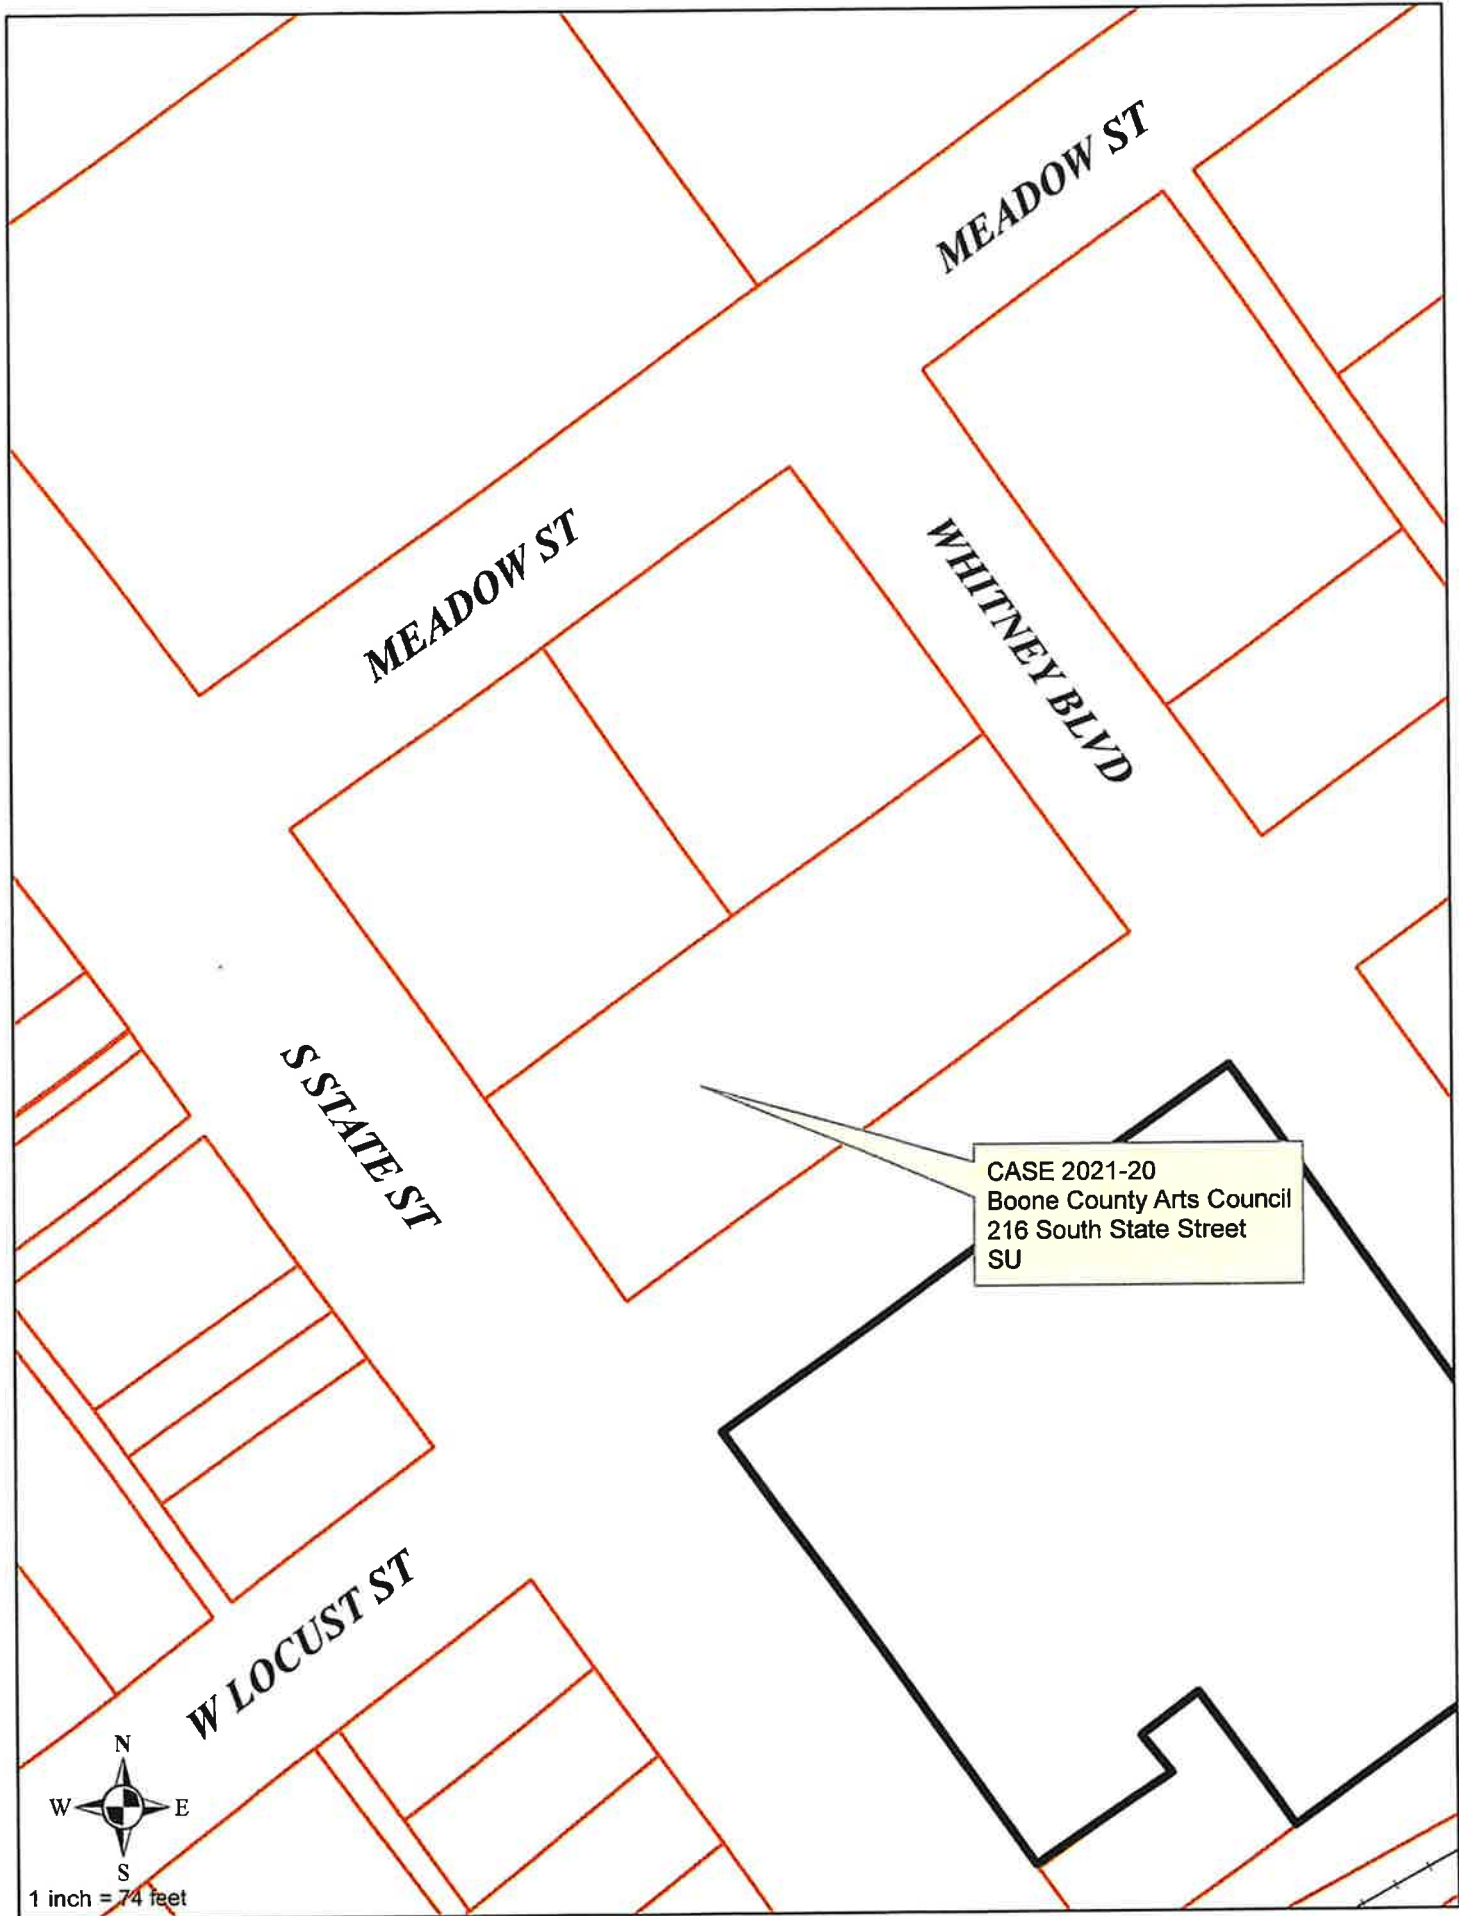 MEADOW ST
MEADOW ST
WHITNEY BLVD
S STATE ST
CASE 2021-20
Boone County Arts Council
216 South State Street
SU
W LOCUST ST
N
W E
S
1 inch = 74 feet